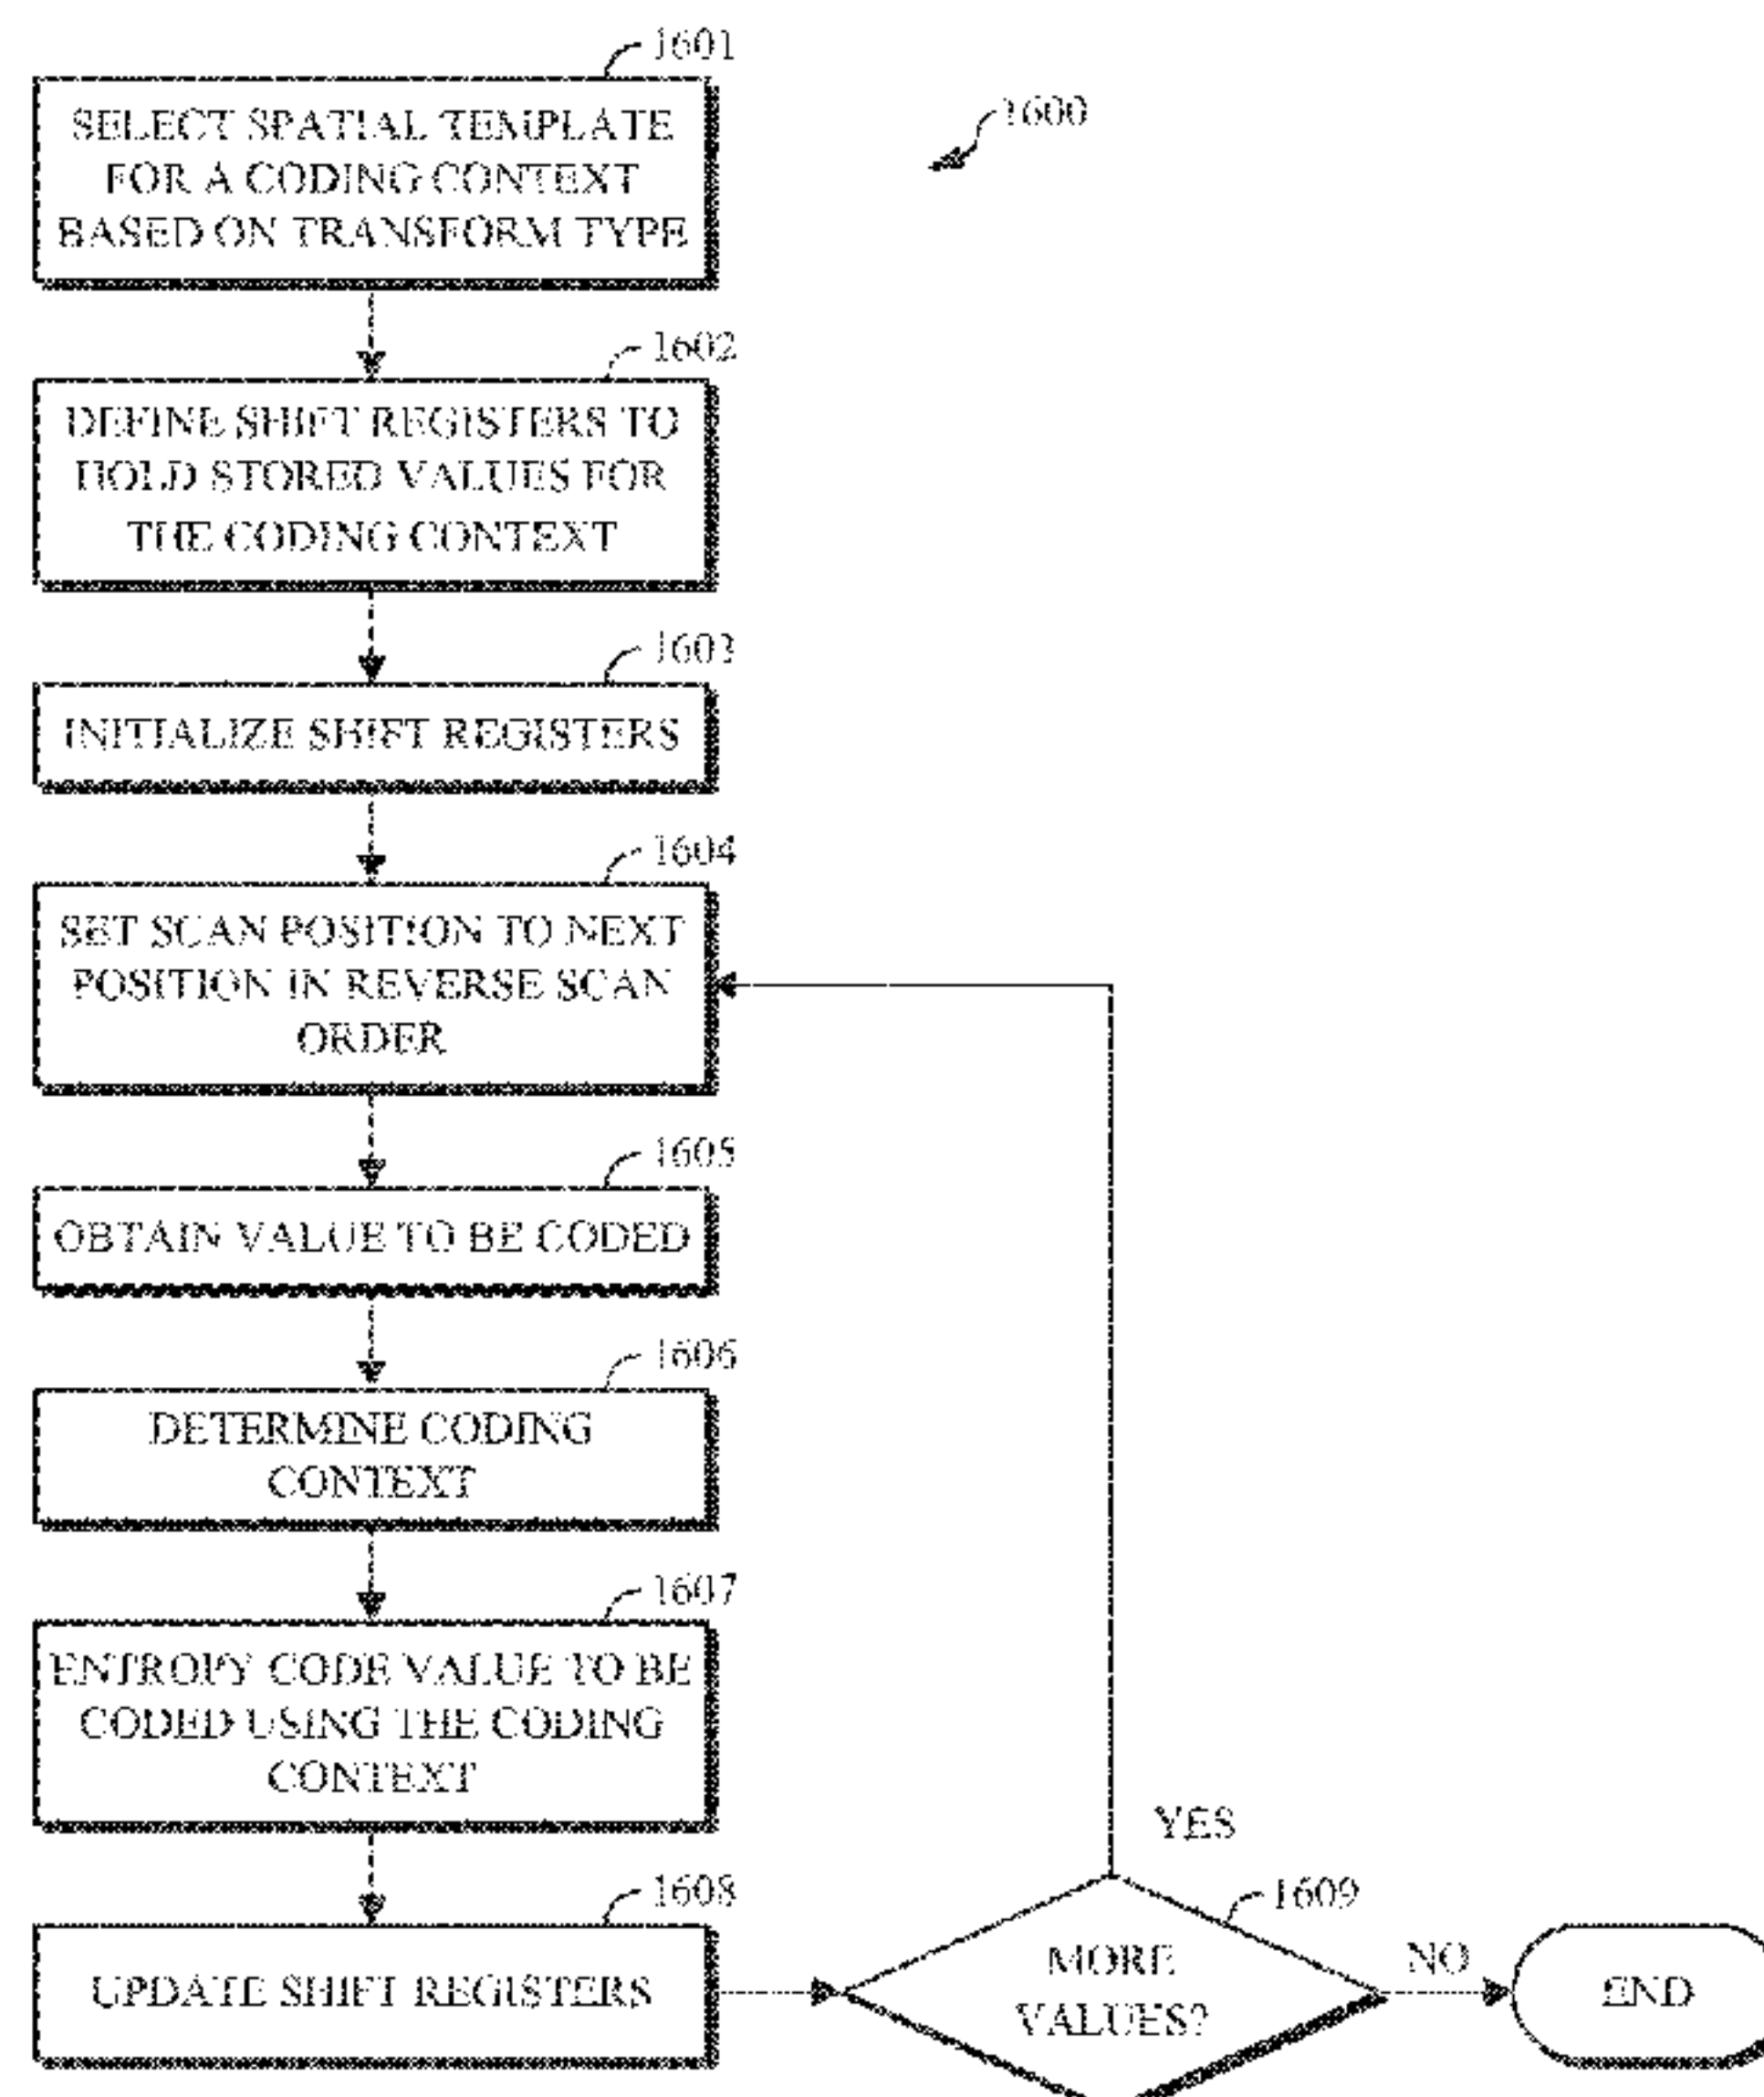 1601
1600
SELECT SPATIAL TEMPLATE
FOR A CODING CONTEXT
BASED ON TRANSFORM TYPE
1602
DEFINE SHIFT REGISTERS TO
HOLD STORED VALUES FOR
THE CODING CONTEXT
1603
INITIALIZE SHIFT REGISTERS
1604
SET SCAN POSITION TO NEXT
POSITION IN REVERSE SCAN
ORDER
1605
OBTAIN VALUE TO BE CODED
1606
DETERMINE CODING
CONTEXT
1607
ENTROPY CODE VALUE TO BE
CODED USING THE CODING
CONTEXT
1608
UPDATE SHIFT REGISTERS
YES
1609
MORE
VALUES?
NO
END